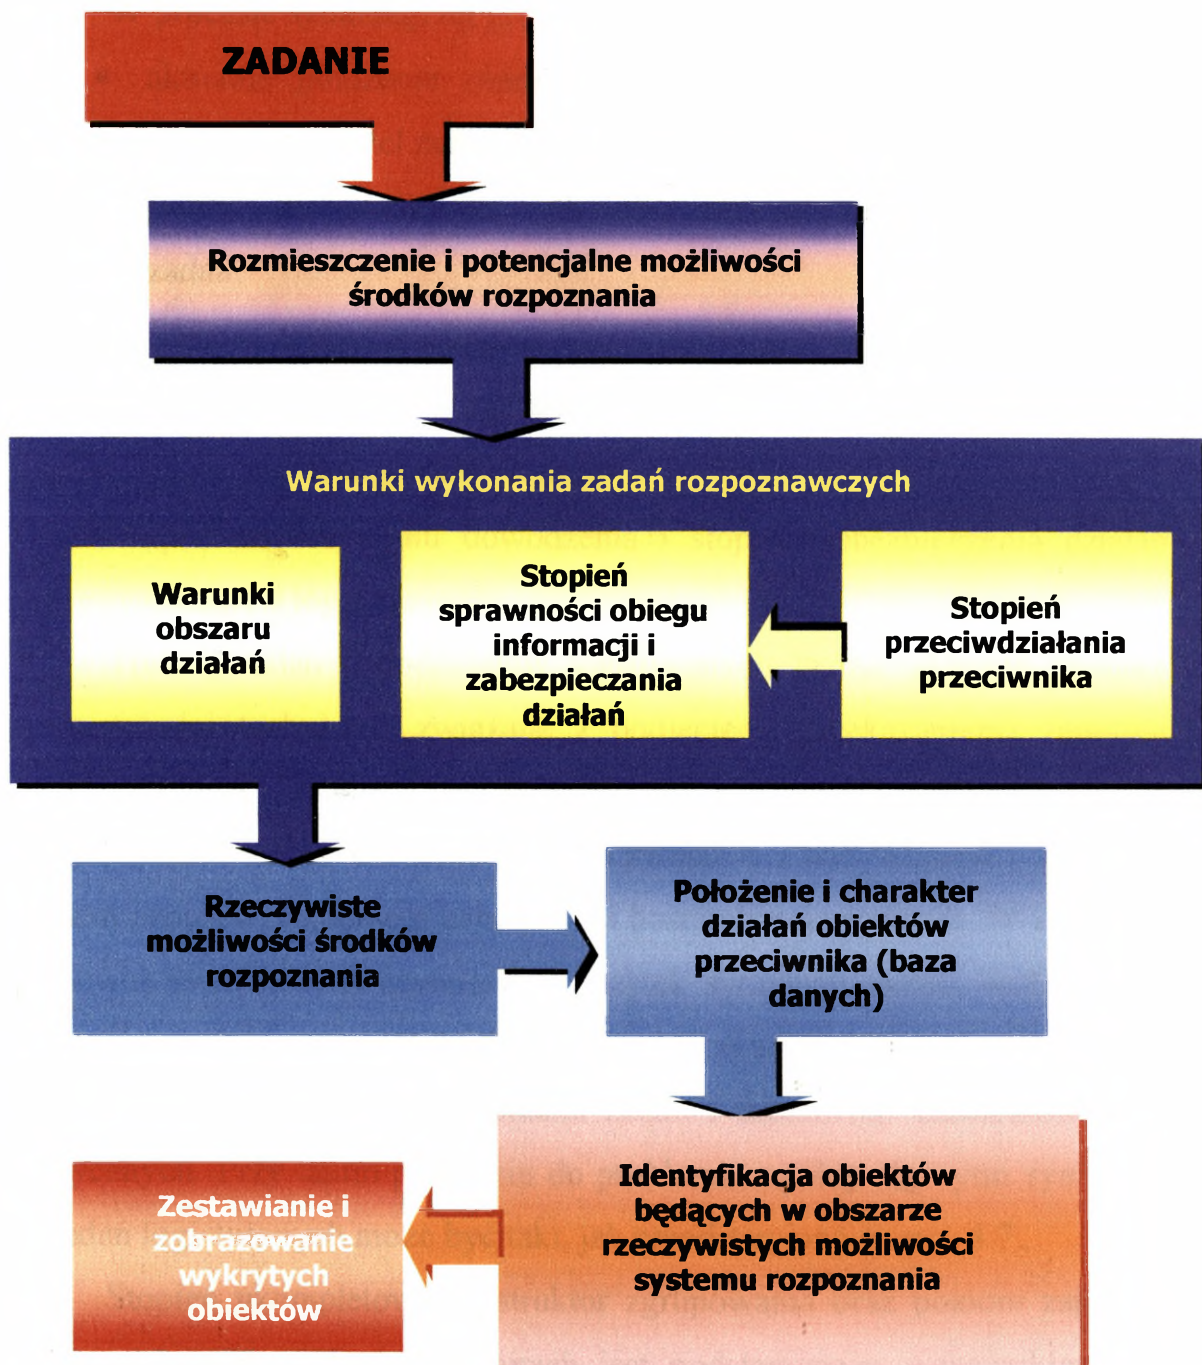 ZADANIE
Rozmieszczenie i potencjalne możliwości
środków rozpoznania
Warunki wykonania zadań rozpoznawczych
Warunki
obszaru
działań
Stopień
sprawności obiegu
informacji i
zabezpieczania
działań
Stopień
przeciwdziałania
przeciwnika
Rzeczywiste
możliwości środków
rozpoznania
Położenie i charakter
działań obiektów
przeciwnika (baza
danych)
Identyfikacja obiektów
będących w obszarze
rzeczywistych możliwości
systemu rozpoznania
Zestawianie i
zobrazowanie
wykrytych
obiektów